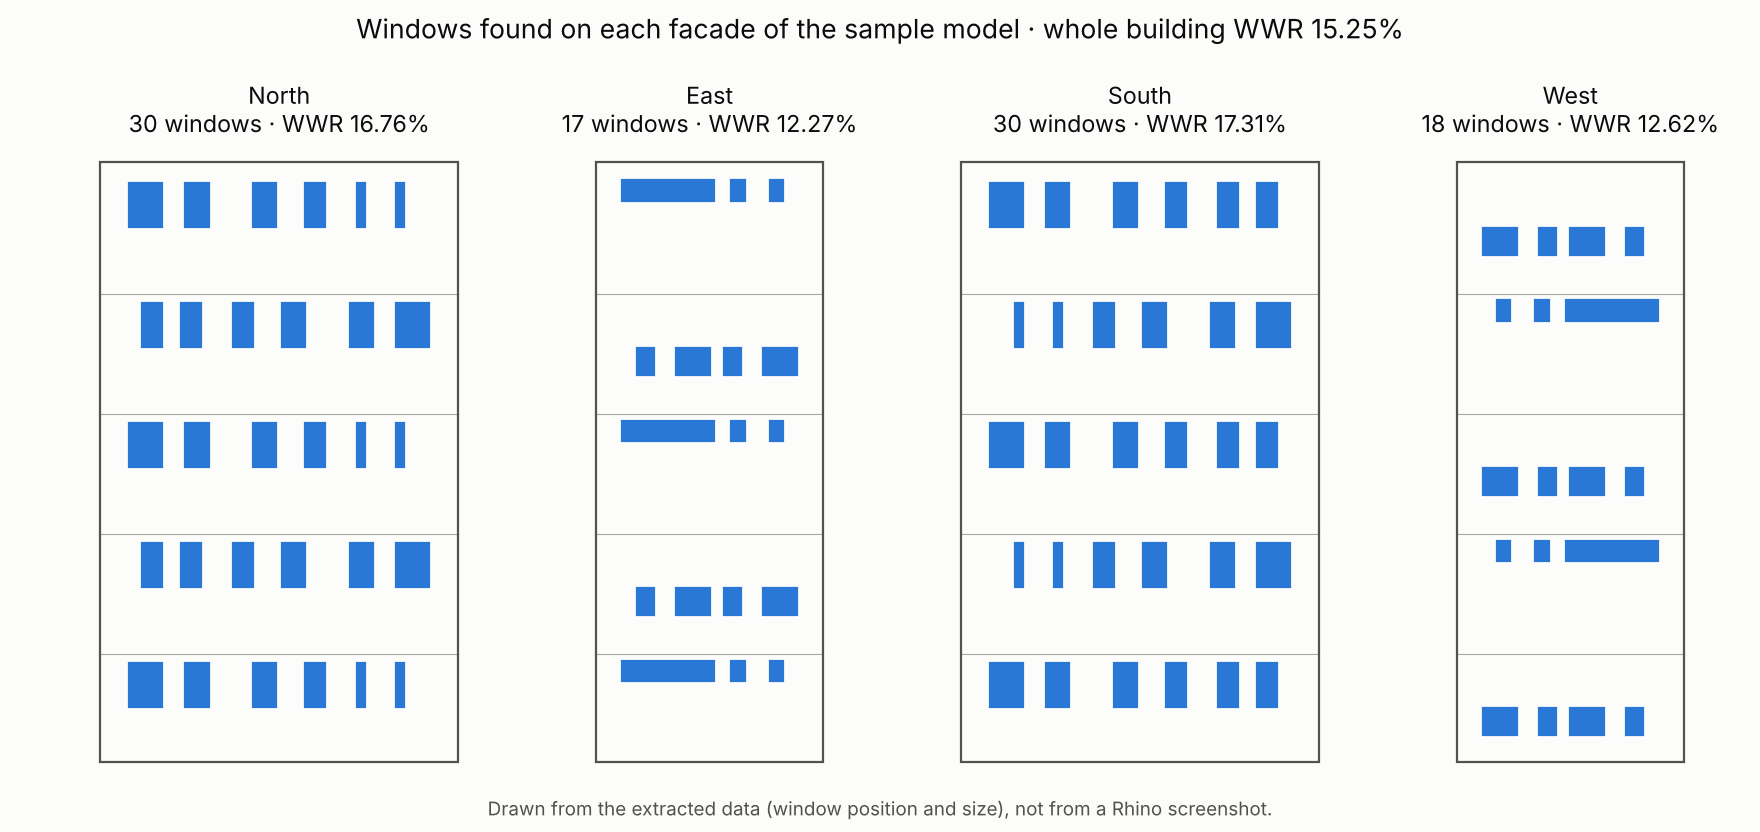 Windows found on each facade of the sample model · whole building WWR 15.25%
North
30 windows · WWR 16.76%
East
17 windows · WWR 12.27%
South
30 windows · WWR 17.31%
West
18 windows · WWR 12.62%
Drawn from the extracted data (window position and size), not from a Rhino screenshot.